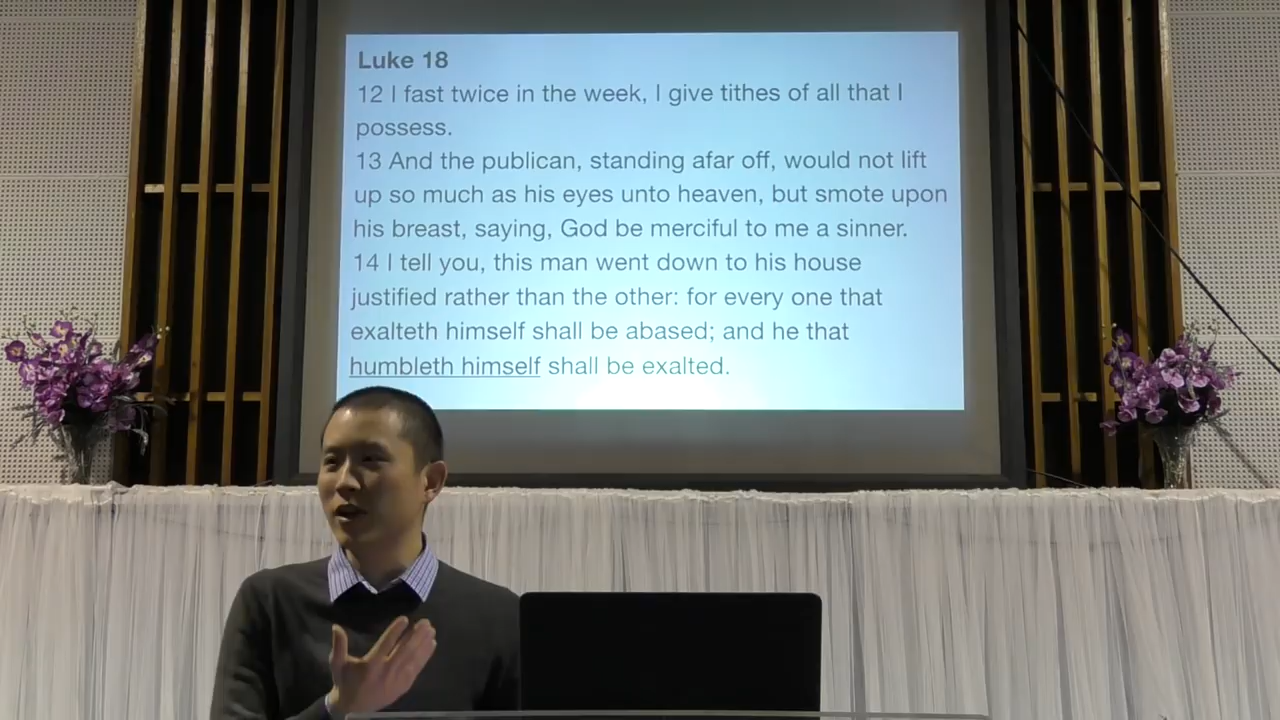 Luke 18
12 I fast twice in the week, I give tithes of all that I
possess.
13 And the publican, standing afar off, would not lift
up so much as his eyes unto heaven, but smote upon
his breast, saying, God be merciful to me a sinner.
14 I tell you, this man went down to his house
justified rather than the other: for every one that
exalteth himself shall be abased; and he that
humbleth himself shall be exalted.